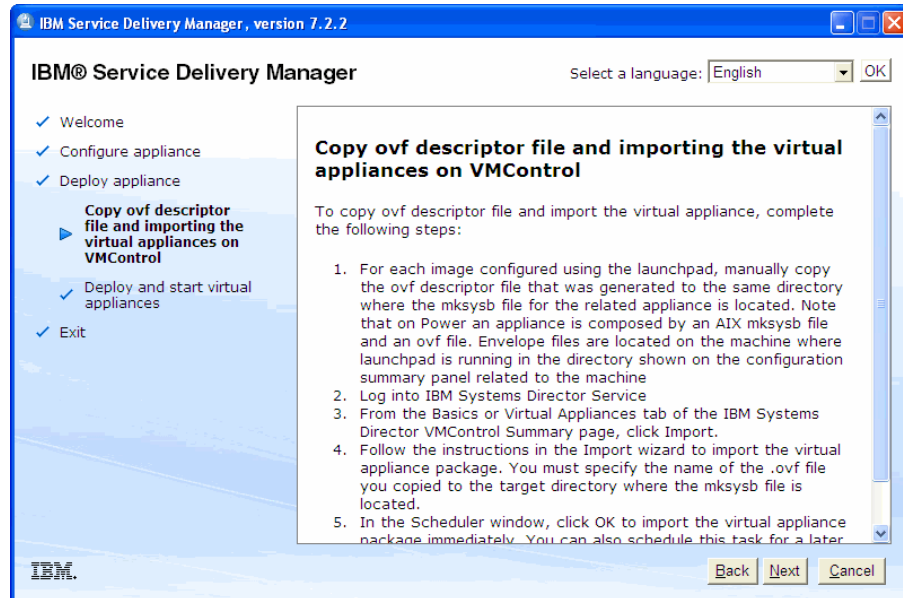 IBM Service Delivery Manager, version 7.2.2
IBM® Service Delivery Manager
Select a language: English OK
Welcome
Configure appliance
Deploy appliance
Copy ovf descriptor
file and importing the
virtual appliances on
VMControl
Deploy and start virtual
appliances
Exit
Copy ovf descriptor file and importing the virtual
appliances on VMControl
To copy ovf descriptor file and import the virtual appliance, complete
the following steps:
1. For each image configured using the launchpad, manually copy
the ovf descriptor file that was generated to the same directory
where the mksysb file for the related appliance is located. Note
that on Power an appliance is composed by an AIX mksysb file
and an ovf file. Envelope files are located on the machine where
launchpad is running in the directory shown on the configuration
summary panel related to the machine
2. Log into IBM Systems Director Service
3. From the Basics or Virtual Appliances tab of the IBM Systems
Director VMControl Summary page, click Import.
4. Follow the instructions in the Import wizard to import the virtual
appliance package. You must specify the name of the .ovf file
you copied to the target directory where the mksysb file is
located.
5. In the Scheduler window, click OK to import the virtual appliance
package immediately. You can also schedule this task for a later
IBM.
Back Next Cancel